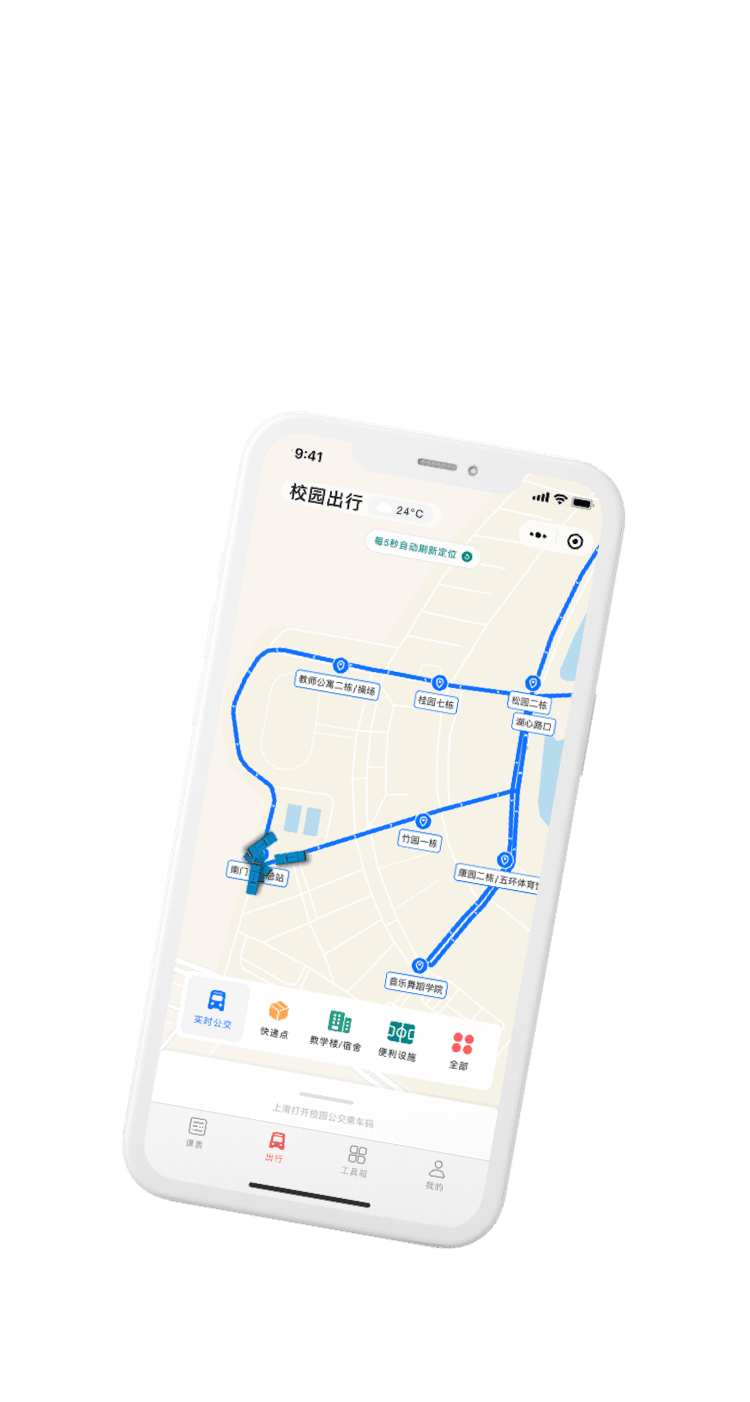 9:41
校园出行
24°C
每5秒自动刷新定位
教师公寓二栋/操场
桂园七栋
松园二栋
湖心路口
竹园一栋
康园二栋/五环体育
南门
总站
音乐舞蹈学院
实时公交
快递点
教学楼/宿舍
便利设施
全部
上滑打开校园公交乘车码
课表
出行
工具箱
我的